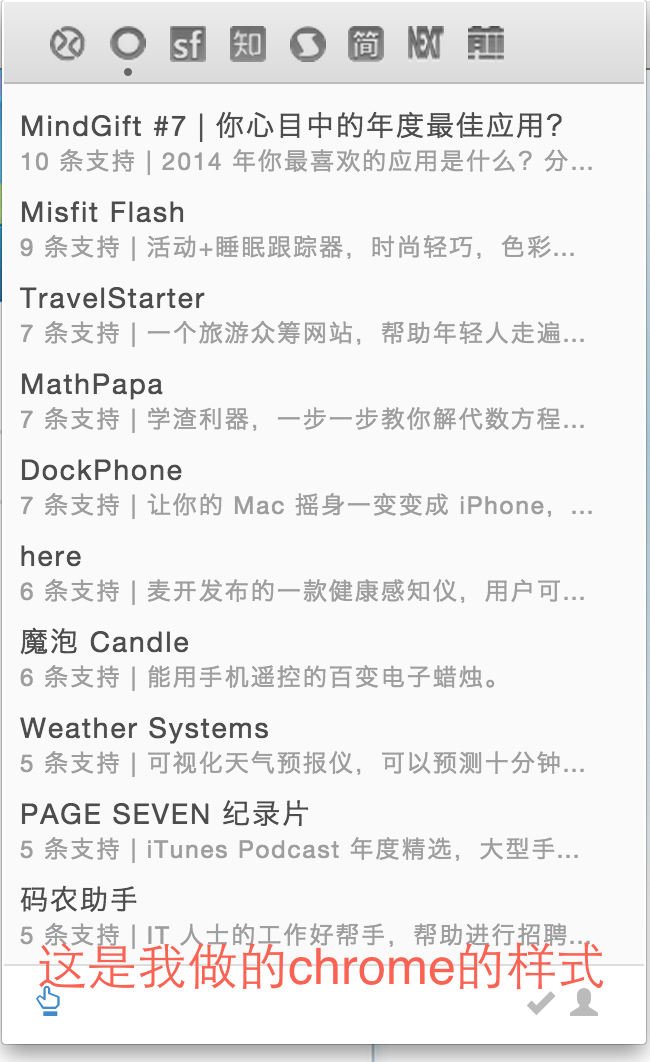 sf 知 简 NEXT
MindGift #7 | 你心目中的年度最佳应用？
10 条支持 | 2014 年你最喜欢的应用是什么？分...
Misfit Flash
9 条支持 | 活动+睡眠跟踪器，时尚轻巧，色彩...
TravelStarter
7 条支持 | 一个旅游众筹网站，帮助年轻人走遍...
MathPapa
7 条支持 | 学渣利器，一步一步教你解代数方程...
DockPhone
7 条支持 | 让你的 Mac 摇身一变变成 iPhone，...
here
6 条支持 | 麦开发布的一款健康感知仪，用户可...
魔泡 Candle
6 条支持 | 能用手机遥控的百变电子蜡烛。
Weather Systems
5 条支持 | 可视化天气预报仪，可以预测十分钟...
PAGE SEVEN 纪录片
5 条支持 | iTunes Podcast 年度精选，大型手...
码农助手
5 条支持 | IT 人士的工作好帮手，帮助进行招聘...
这是我做的chrome的样式